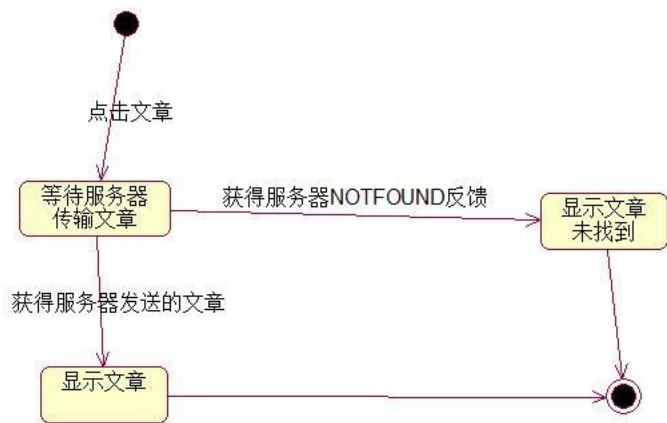 点击文章
等待服务器
传输文章
获得服务器NOTFOUND反馈
显示文章
未找到
获得服务器发送的文章
显示文章